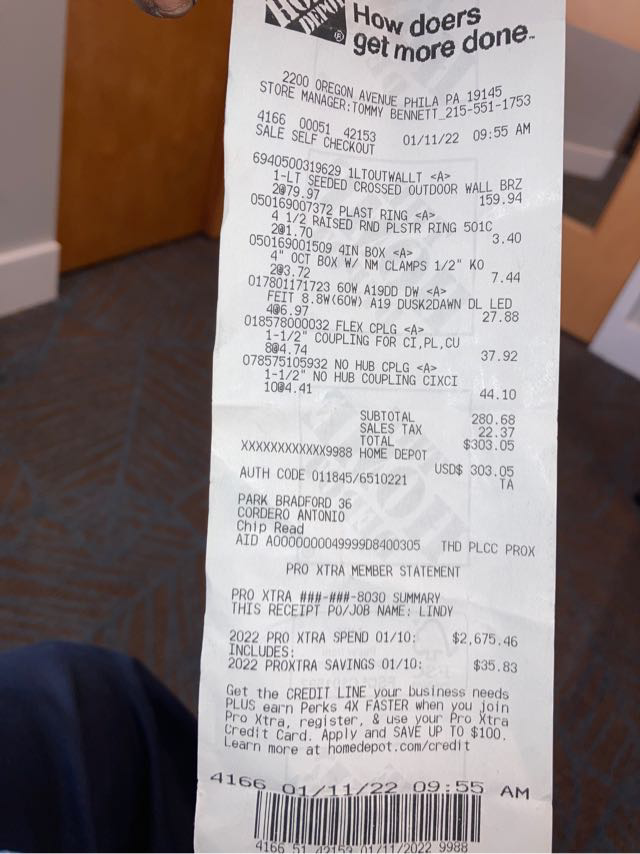 HOME DEPOT
®
How doers
get more done™
2200 OREGON AVENUE PHILA PA 19145
STORE MANAGER:TOMMY BENNETT 215-551-1753
4166 00051 42153 01/11/22 09:55 AM
SALE SELF CHECKOUT
6940500319629 1LTOUTWALLT <A>
1-LT SEEDED CROSSED OUTDOOR WALL BRZ
2@79.97 159.94
050169007372 PLAST RING <A>
4 1/2 RAISED RND PLSTR RING 501C
2@1.70 3.40
050169001509 4IN BOX <A>
4" OCT BOX W/ NM CLAMPS 1/2" KO
2@3.72 7.44
017801171723 60W A19DD DW <A>
FEIT 8.8W(60W) A19 DUSK2DAWN DL LED
4@6.97 27.88
018578000032 FLEX CPLG <A>
1-1/2" COUPLING FOR CI,PL,CU
8@4.74 37.92
078575105932 NO HUB CPLG <A>
1-1/2" NO HUB COUPLING CIXCI
10@4.41 44.10
SUBTOTAL 280.68
SALES TAX 22.37
TOTAL $303.05
XXXXXXXXXXXX9988 HOME DEPOT
USD$ 303.05
AUTH CODE 011845/6510221 TA
PARK BRADFORD 36
CORDERO ANTONIO
Chip Read
AID A0000000049999D8400305 THD PLCC PROX
PRO XTRA MEMBER STATEMENT
PRO XTRA ###-###-8030 SUMMARY
THIS RECEIPT PO/JOB NAME: LINDY
2022 PRO XTRA SPEND 01/10: $2,675.46
INCLUDES:
2022 PROXTRA SAVINGS 01/10: $35.83
Get the CREDIT LINE your business needs
PLUS earn Perks 4X FASTER when you join
Pro Xtra, register, & use your Pro Xtra
Credit Card. Apply and SAVE UP TO $100.
Learn more at homedepot.com/credit
4166 01/11/22 09:55 AM
4166 51 42153 01/11/2022 9988